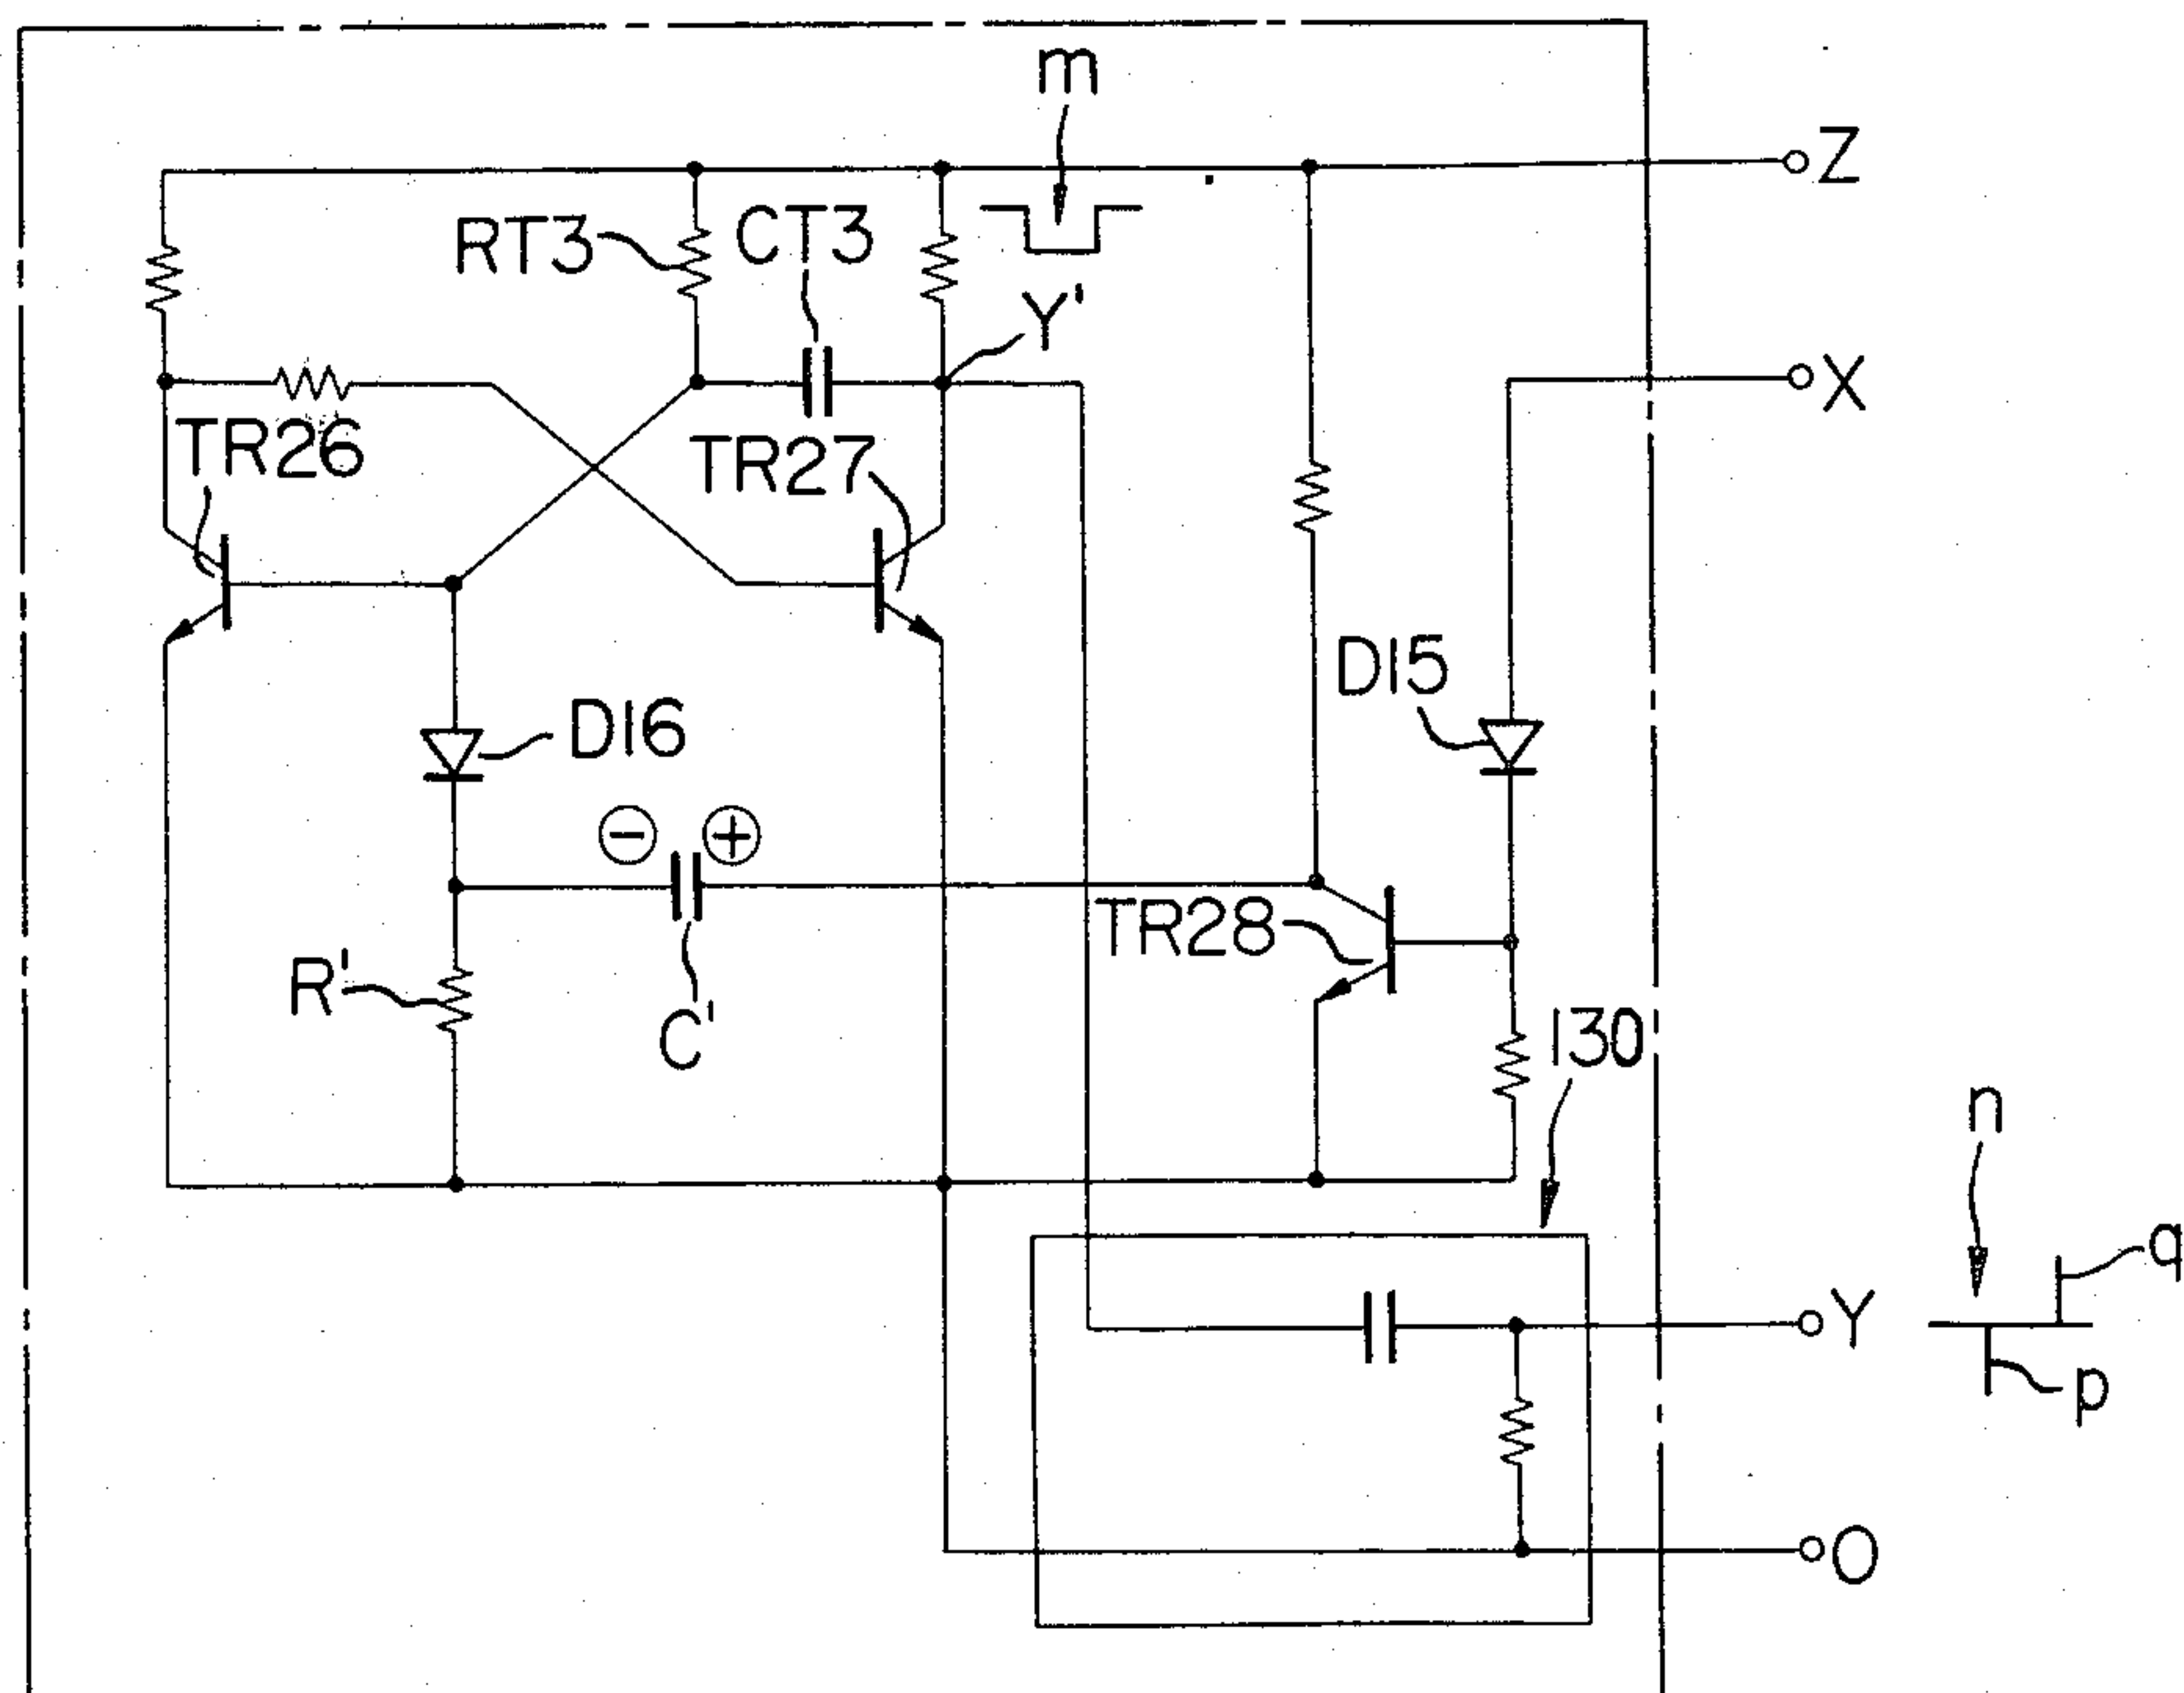 m
Z
RT3
CT3
Y'
X
TR26
TR27
D15
D16
− +
TR28
R'
C'
130
n
q
Y
p
O